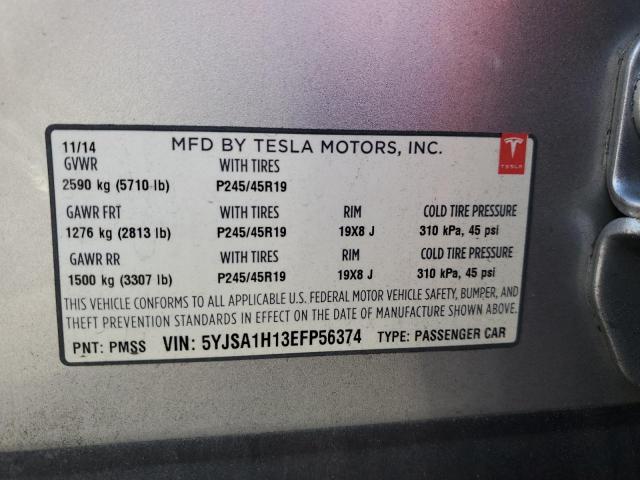 11/14 MFD BY TESLA MOTORS, INC.
TESLA
GVWR WITH TIRES
2590 kg (5710 lb) P245/45R19
GAWR FRT WITH TIRES RIM COLD TIRE PRESSURE
1276 kg (2813 lb) P245/45R19 19X8 J 310 kPa, 45 psi
GAWR RR WITH TIRES RIM COLD TIRE PRESSURE
1500 kg (3307 lb) P245/45R19 19X8 J 310 kPa, 45 psi
THIS VEHICLE CONFORMS TO ALL APPLICABLE U.S. FEDERAL MOTOR VEHICLE SAFETY, BUMPER, AND
THEFT PREVENTION STANDARDS IN EFFECT ON THE DATE OF MANUFACTURE SHOWN ABOVE.
PNT: PMSS VIN: 5YJSA1H13EFP56374 TYPE: PASSENGER CAR